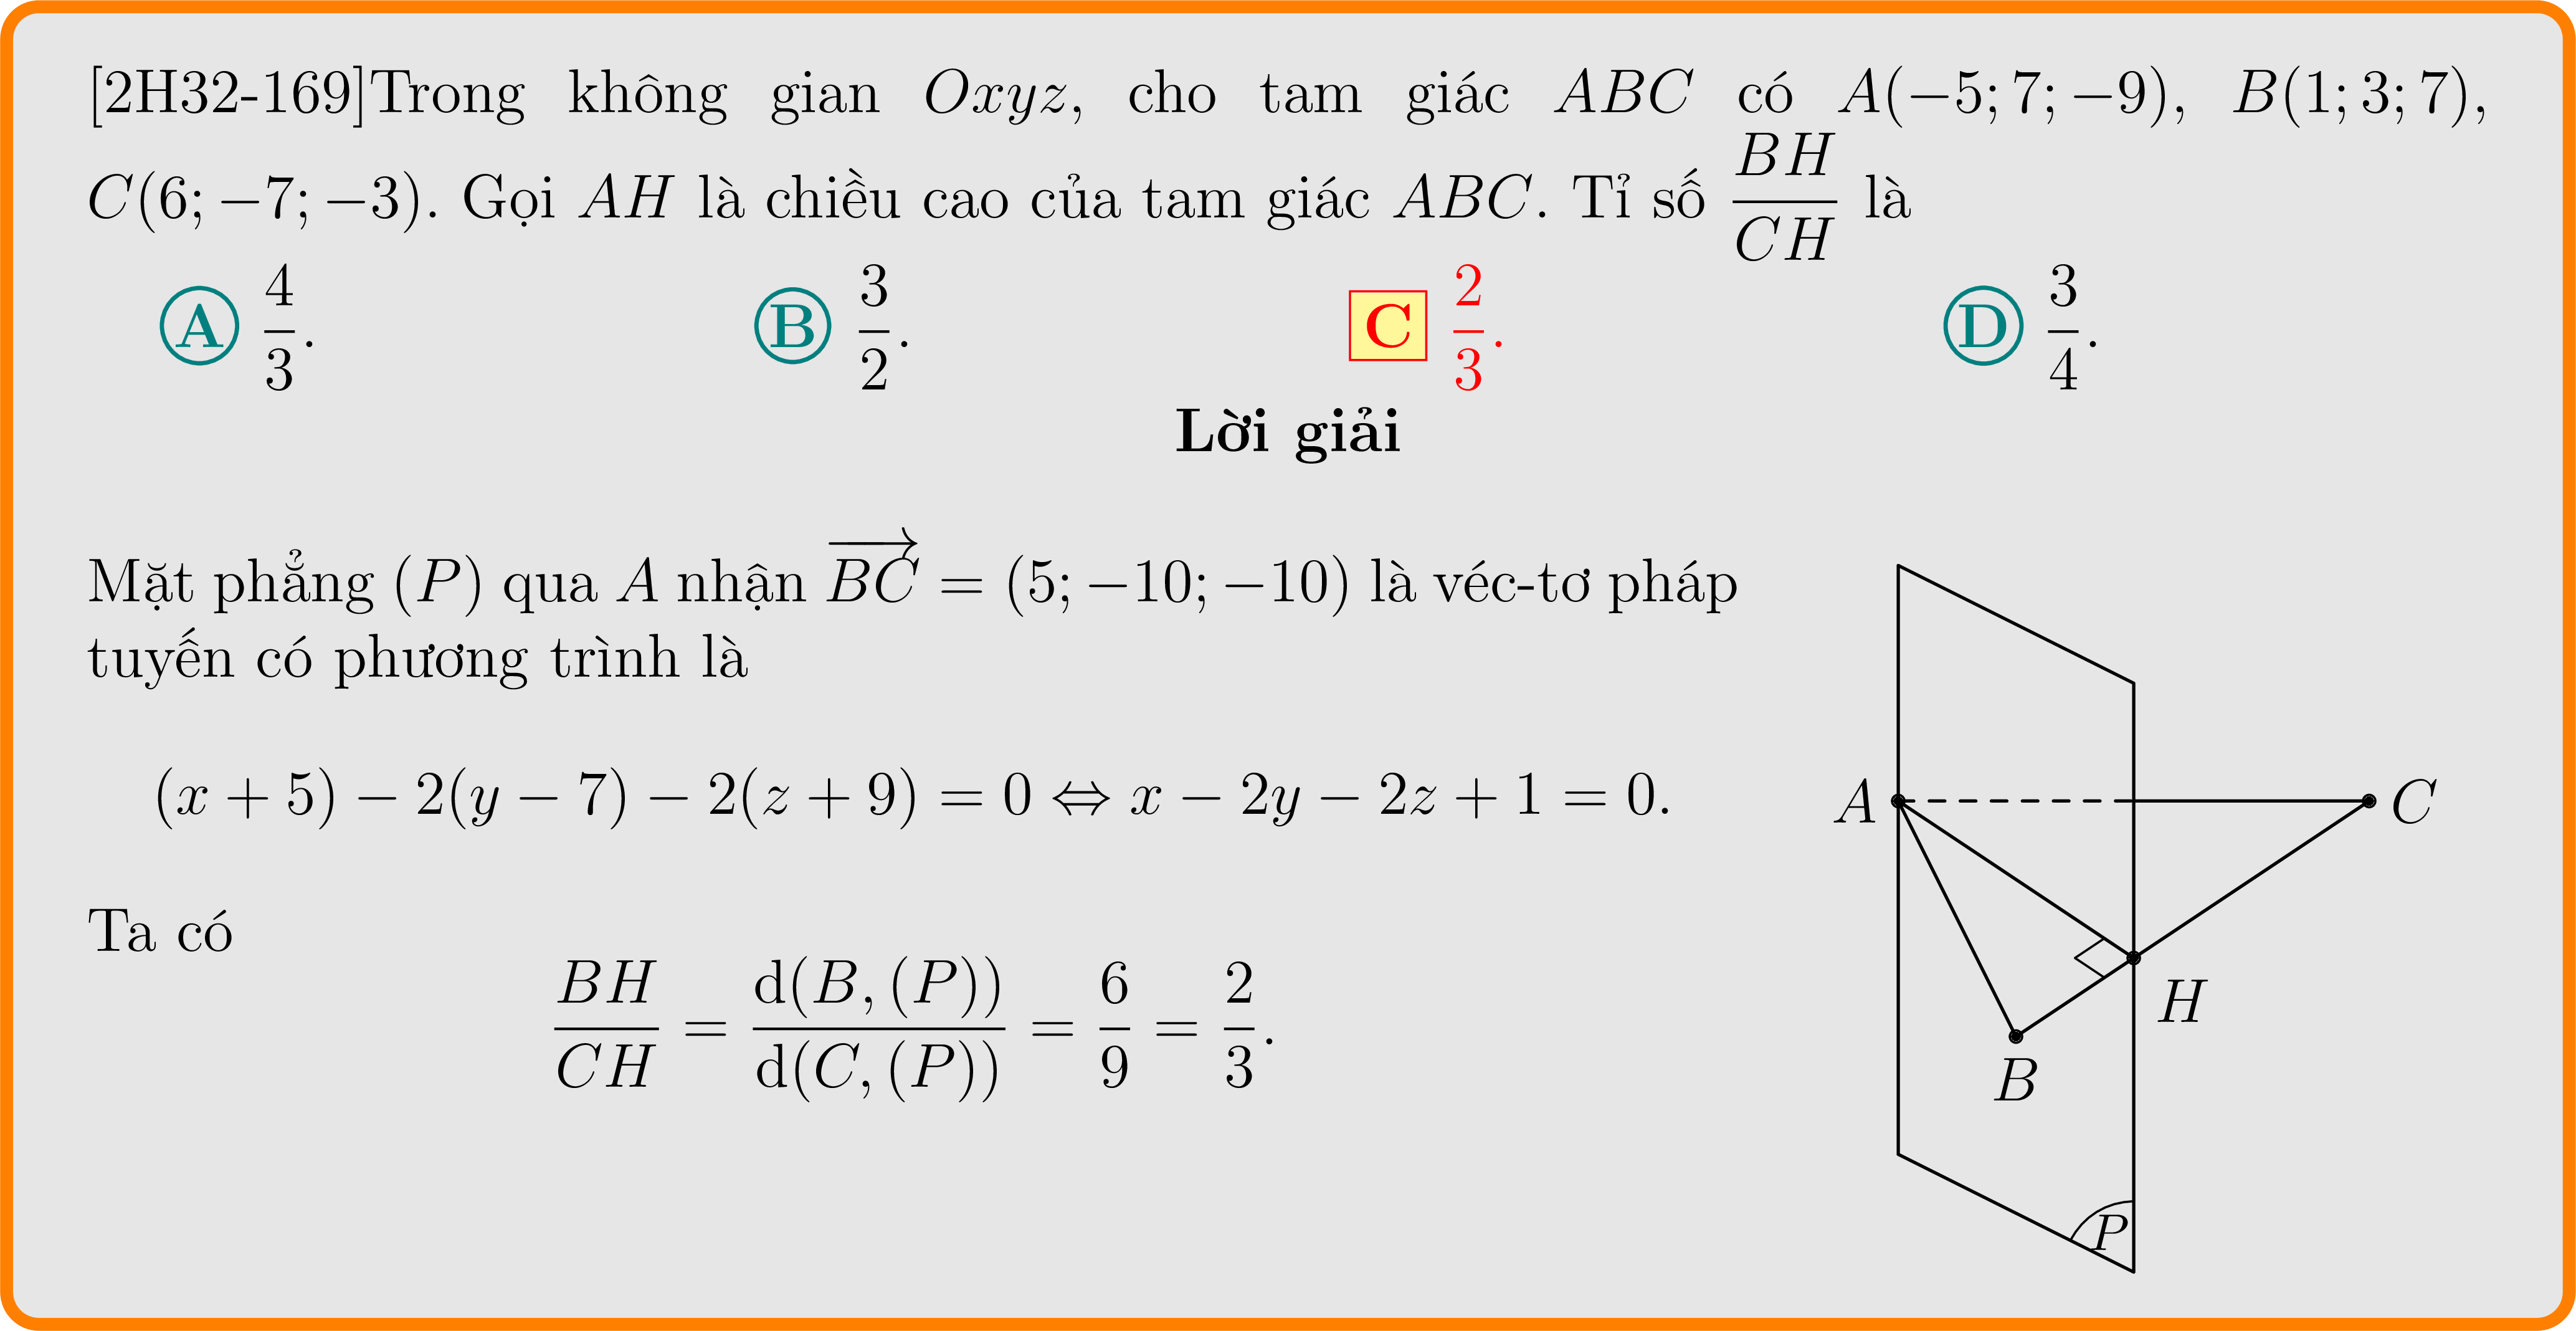 [2H32-169]Trong không gian Oxyz, cho tam giác ABC có A(−5; 7; −9), B(1; 3; 7),
C(6; −7; −3). Gọi AH là chiều cao của tam giác ABC. Tỉ số \frac{BH}{CH} là
A \frac{4}{3}. B \frac{3}{2}. C \frac{2}{3}. D \frac{3}{4}.
Lời giải
Mặt phẳng (P) qua A nhận \overrightarrow{BC} = (5; −10; −10) là véc-tơ pháp
tuyến có phương trình là
(x + 5) − 2(y − 7) − 2(z + 9) = 0 ⇔ x − 2y − 2z + 1 = 0.
Ta có
\frac{BH}{CH} = \frac{d(B, (P))}{d(C, (P))} = \frac{6}{9} = \frac{2}{3}.
A
C
H
B
P